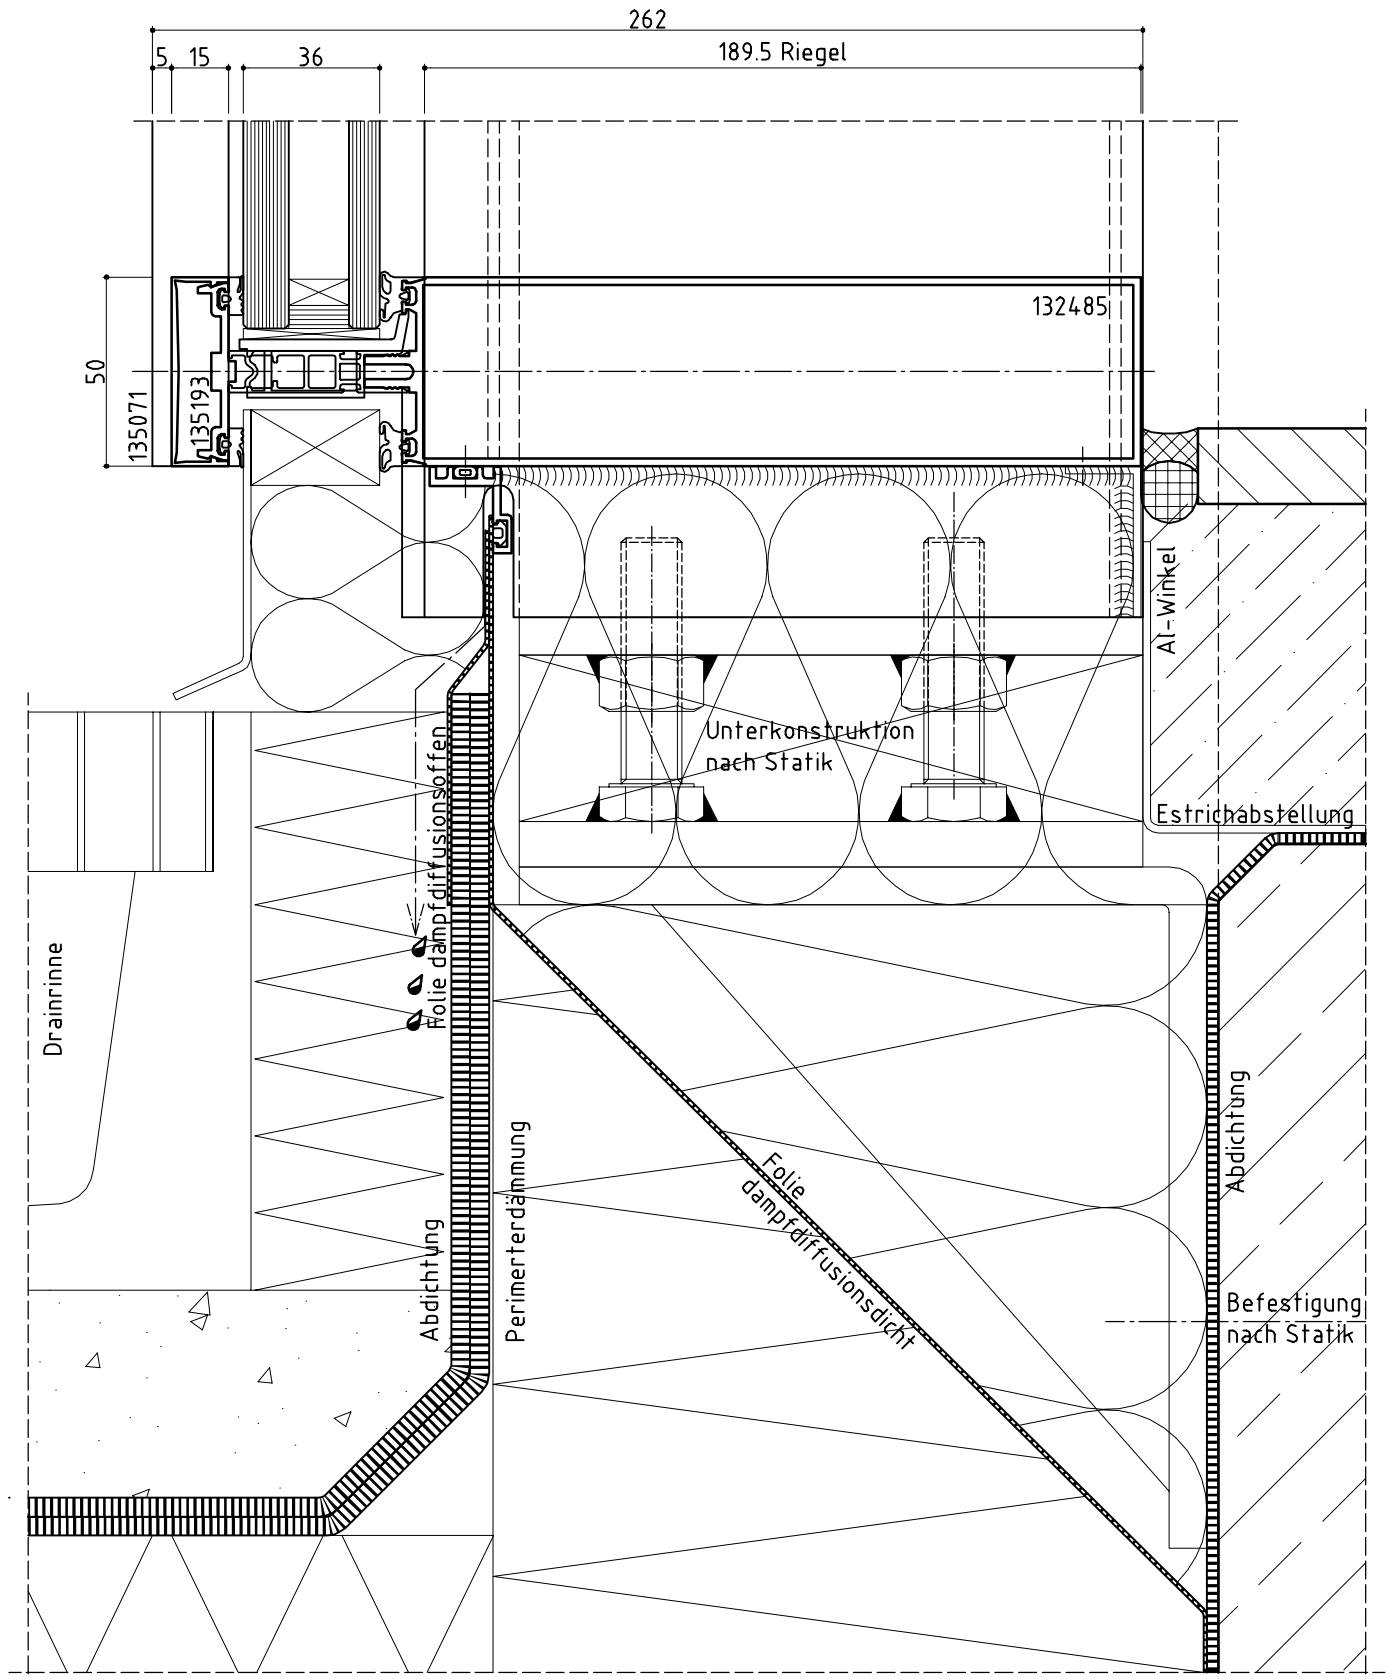 262
5
15
36
189.5 Riegel
132485
50
135071
135193
Al-Winkel
Unterkonstruktion
nach Statik
Estrichabstellung
Folie dampfdiffusionsoffen
Drainrinne
Abdichtung
Perimerterdämmung
Folie
dampfdiffusionsdicht
Abdichtung
Befestigung
nach Statik